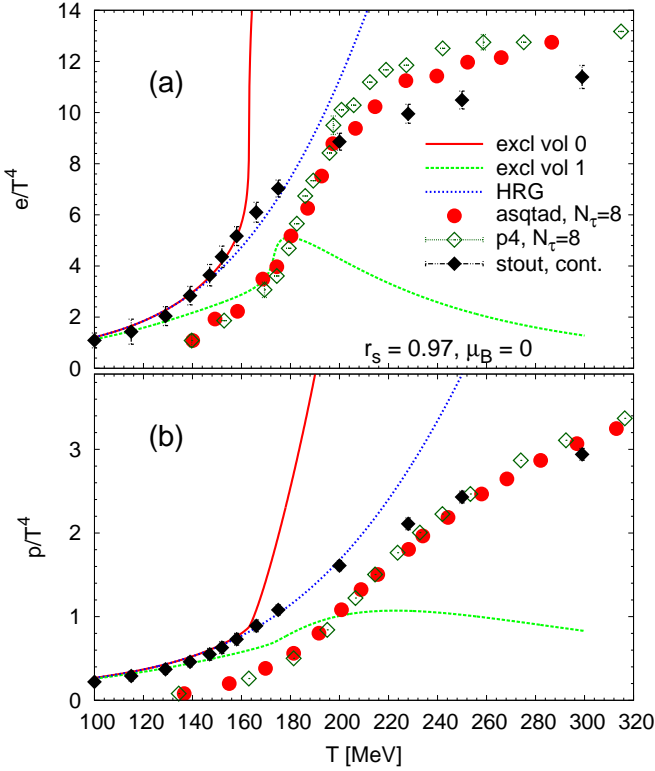 14
12
10
8
6
4
2
0
e/T⁴
(a)
excl vol 0
excl vol 1
HRG
asqtad, N_τ=8
p4, N_τ=8
stout, cont.
r_s = 0.97, μ_B = 0
3
2
1
0
p/T⁴
(b)
100 120 140 160 180 200 220 240 260 280 300 320
T [MeV]